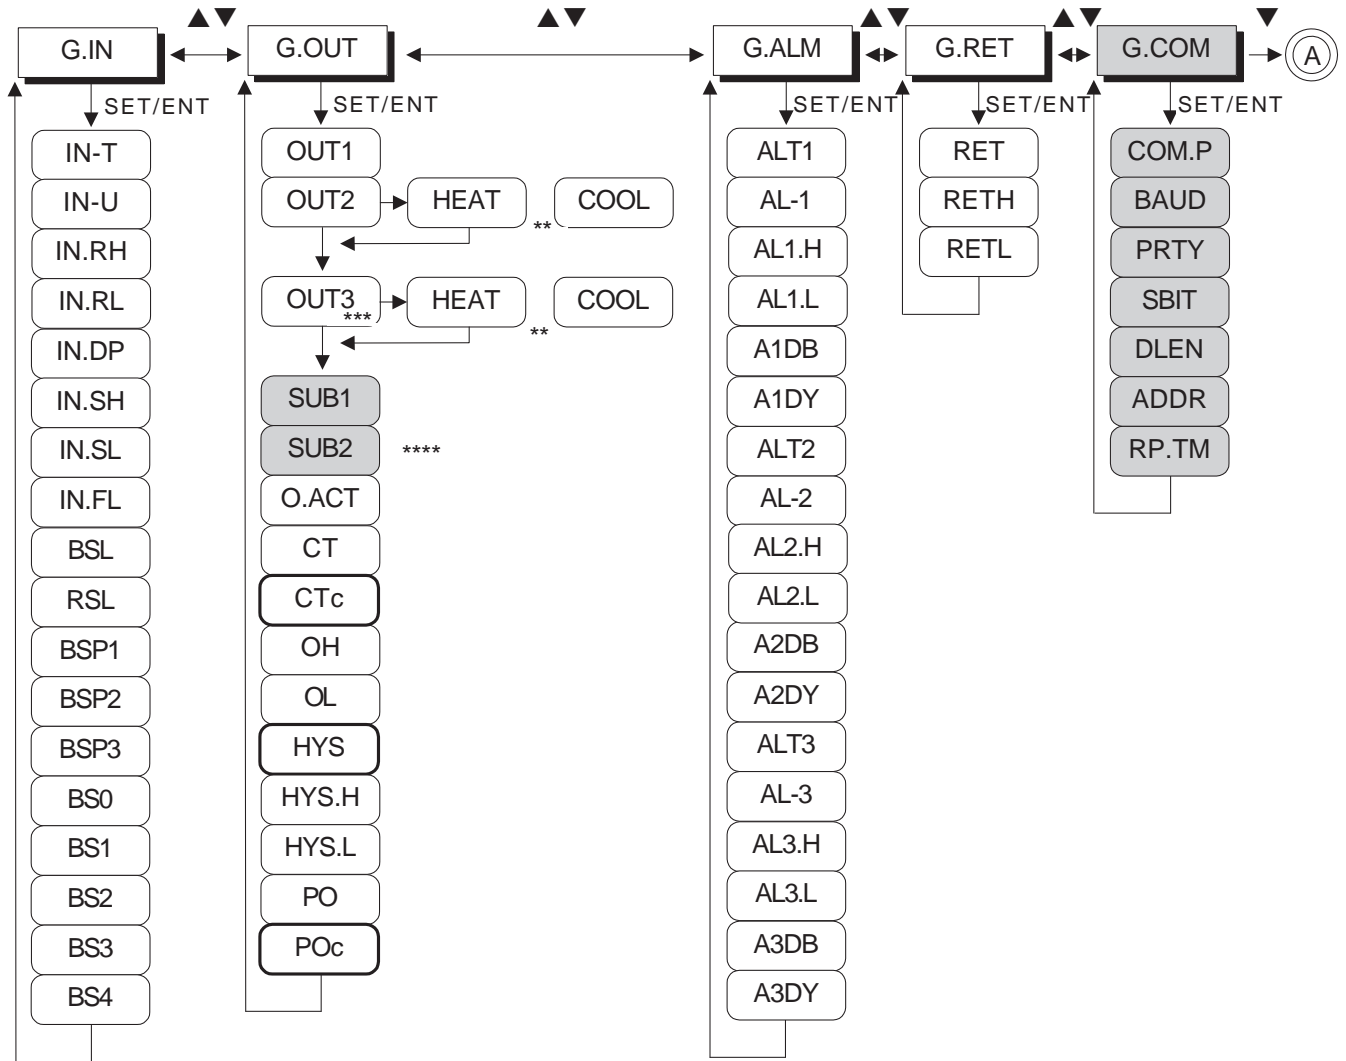 ▲▼ ▲▼ ▲▼ ▲▼ ▼
G.IN G.OUT G.ALM G.RET G.COM A
SET/ENT SET/ENT SET/ENT SET/ENT SET/ENT
IN-T OUT1 ALT1 RET COM.P
IN-U OUT2 HEAT ** COOL AL-1 RETH BAUD
IN.RH AL1.H RETL PRTY
IN.RL OUT3 *** HEAT ** COOL AL1.L SBIT
IN.DP A1DB DLEN
IN.SH SUB1 A1DY ADDR
IN.SL SUB2 **** ALT2 RP.TM
IN.FL O.ACT AL-2
BSL CT AL2.H
RSL CTc AL2.L
BSP1 OH A2DB
BSP2 OL A2DY
BSP3 HYS ALT3
BS0 HYS.H AL-3
BS1 HYS.L AL3.H
BS2 PO AL3.L
BS3 POc A3DB
BS4 A3DY